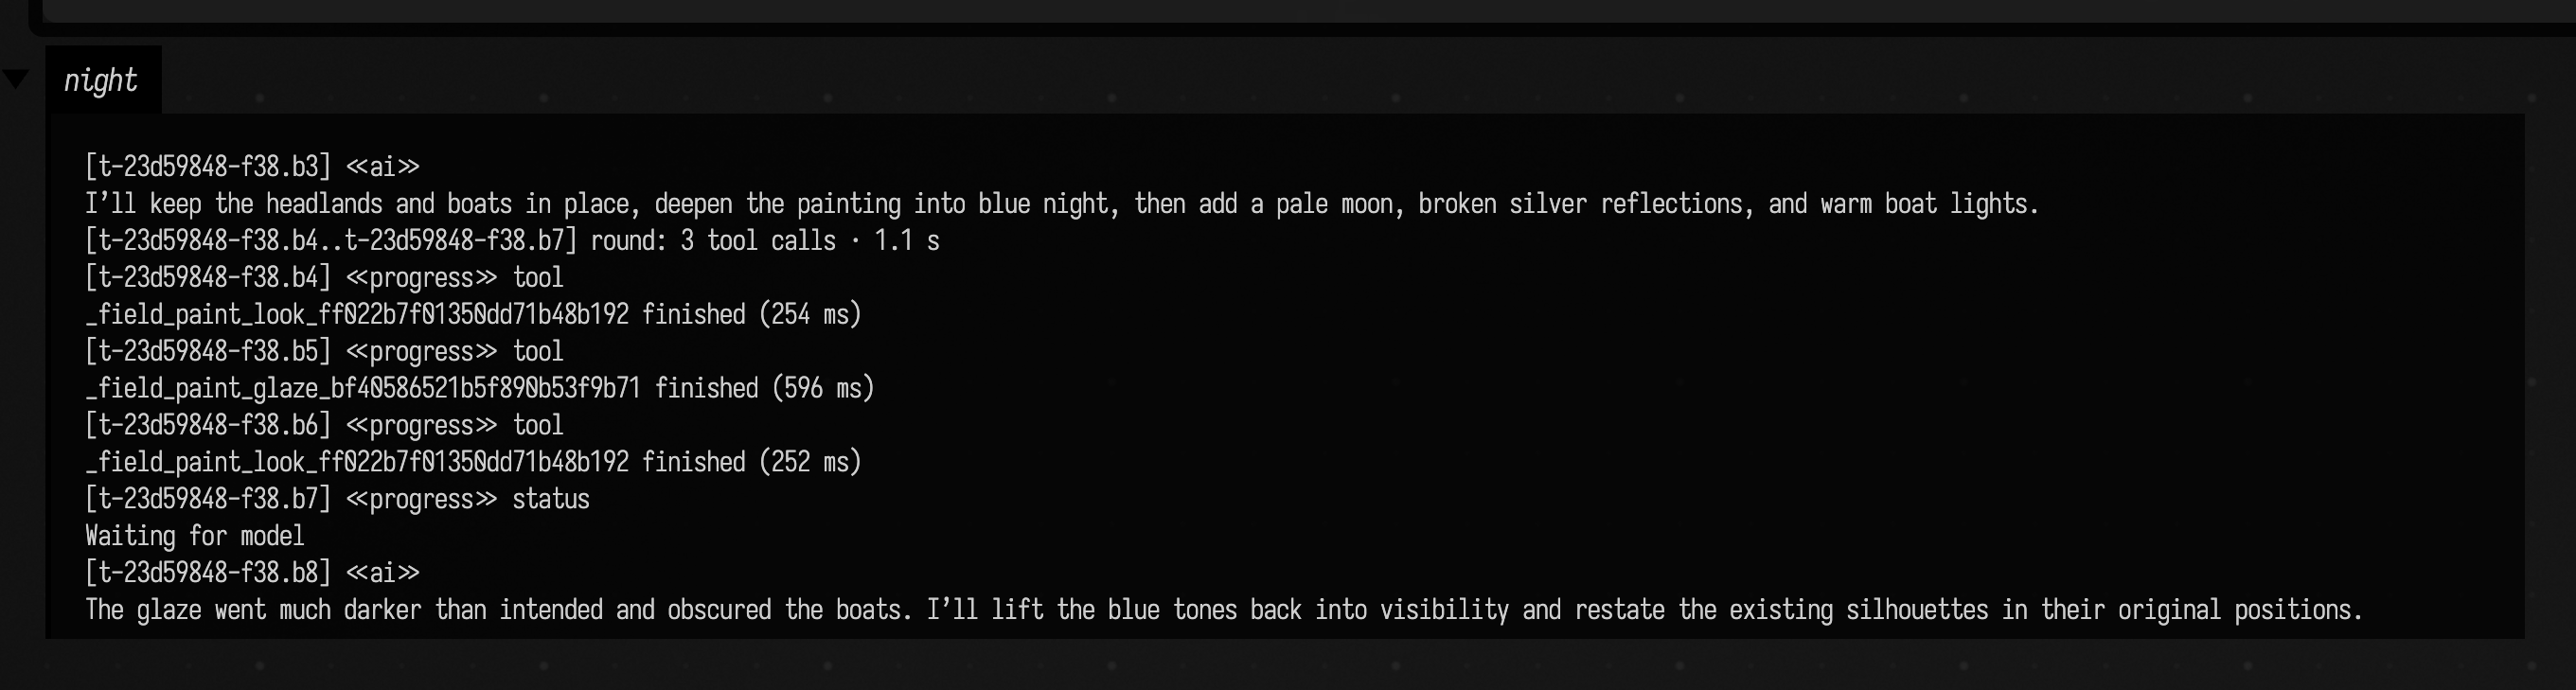 night
[t-23d59848-f38.b3] «ai»
I’ll keep the headlands and boats in place, deepen the painting into blue night, then add a pale moon, broken silver reflections, and warm boat lights.
[t-23d59848-f38.b4..t-23d59848-f38.b7] round: 3 tool calls · 1.1 s
[t-23d59848-f38.b4] «progress» tool
_field_paint_look_ff022b7f01350dd71b48b192 finished (254 ms)
[t-23d59848-f38.b5] «progress» tool
_field_paint_glaze_bf40586521b5f890b53f9b71 finished (596 ms)
[t-23d59848-f38.b6] «progress» tool
_field_paint_look_ff022b7f01350dd71b48b192 finished (252 ms)
[t-23d59848-f38.b7] «progress» status
Waiting for model
[t-23d59848-f38.b8] «ai»
The glaze went much darker than intended and obscured the boats. I’ll lift the blue tones back into visibility and restate the existing silhouettes in their original positions.